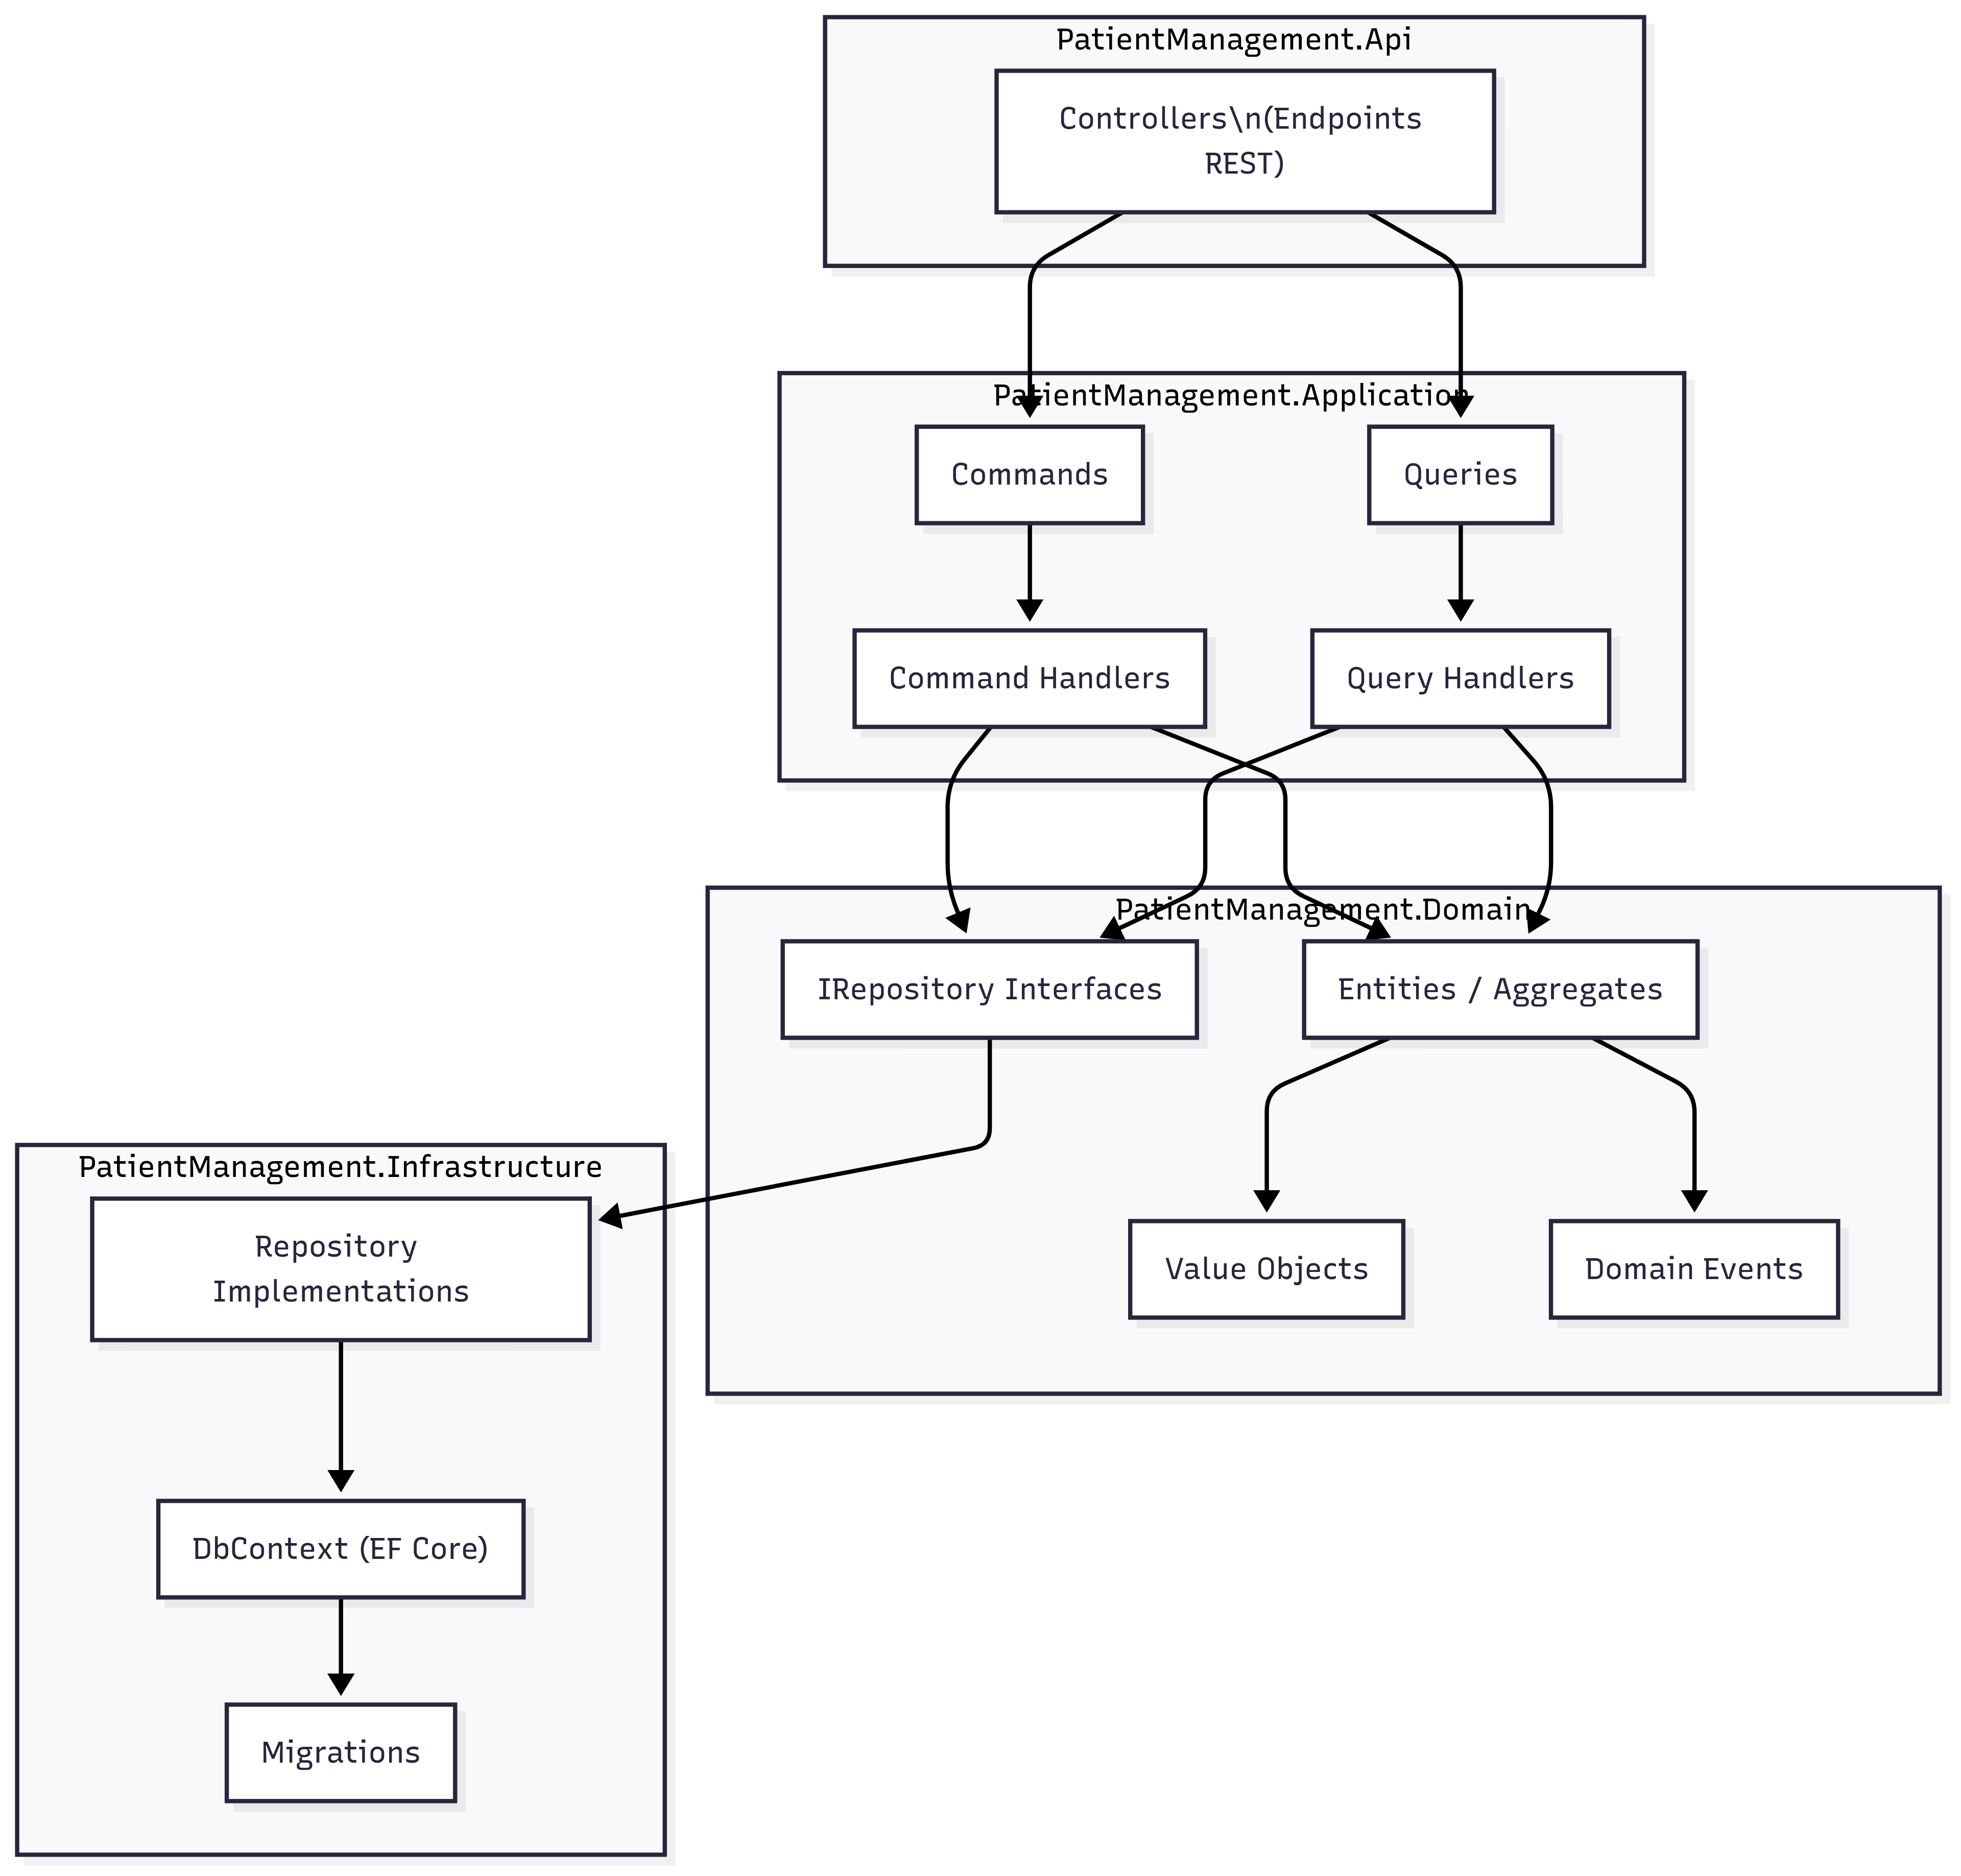 PatientManagement.Api
Controllers\n(Endpoints
REST)
PatientManagement.Application
Commands
Queries
Command Handlers
Query Handlers
PatientManagement.Domain
IRepository Interfaces
Entities / Aggregates
PatientManagement.Infrastructure
Repository
Implementations
Value Objects
Domain Events
DbContext (EF Core)
Migrations